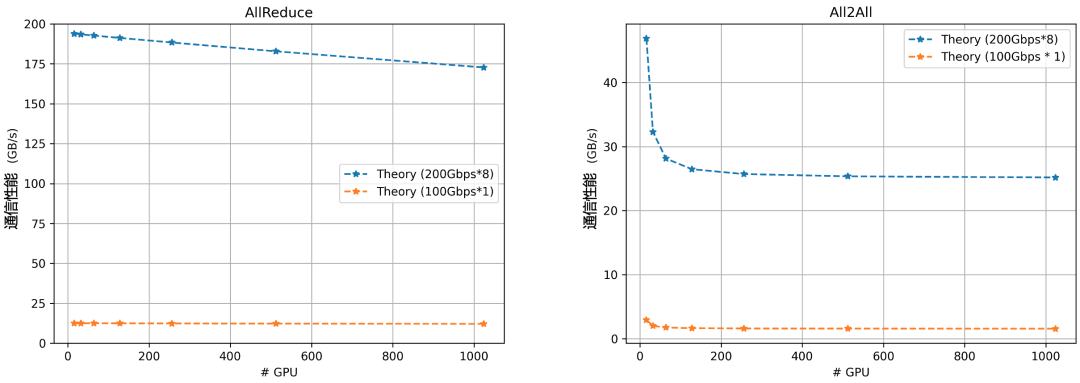 AllReduce
200
175
150
125
100
75
50
25
0
通信性能 (GB/s)
Theory (200Gbps*8)
Theory (100Gbps*1)
0 200 400 600 800 1000
# GPU
All2All
40
30
20
10
0
通信性能 (GB/s)
Theory (200Gbps*8)
Theory (100Gbps * 1)
0 200 400 600 800 1000
# GPU